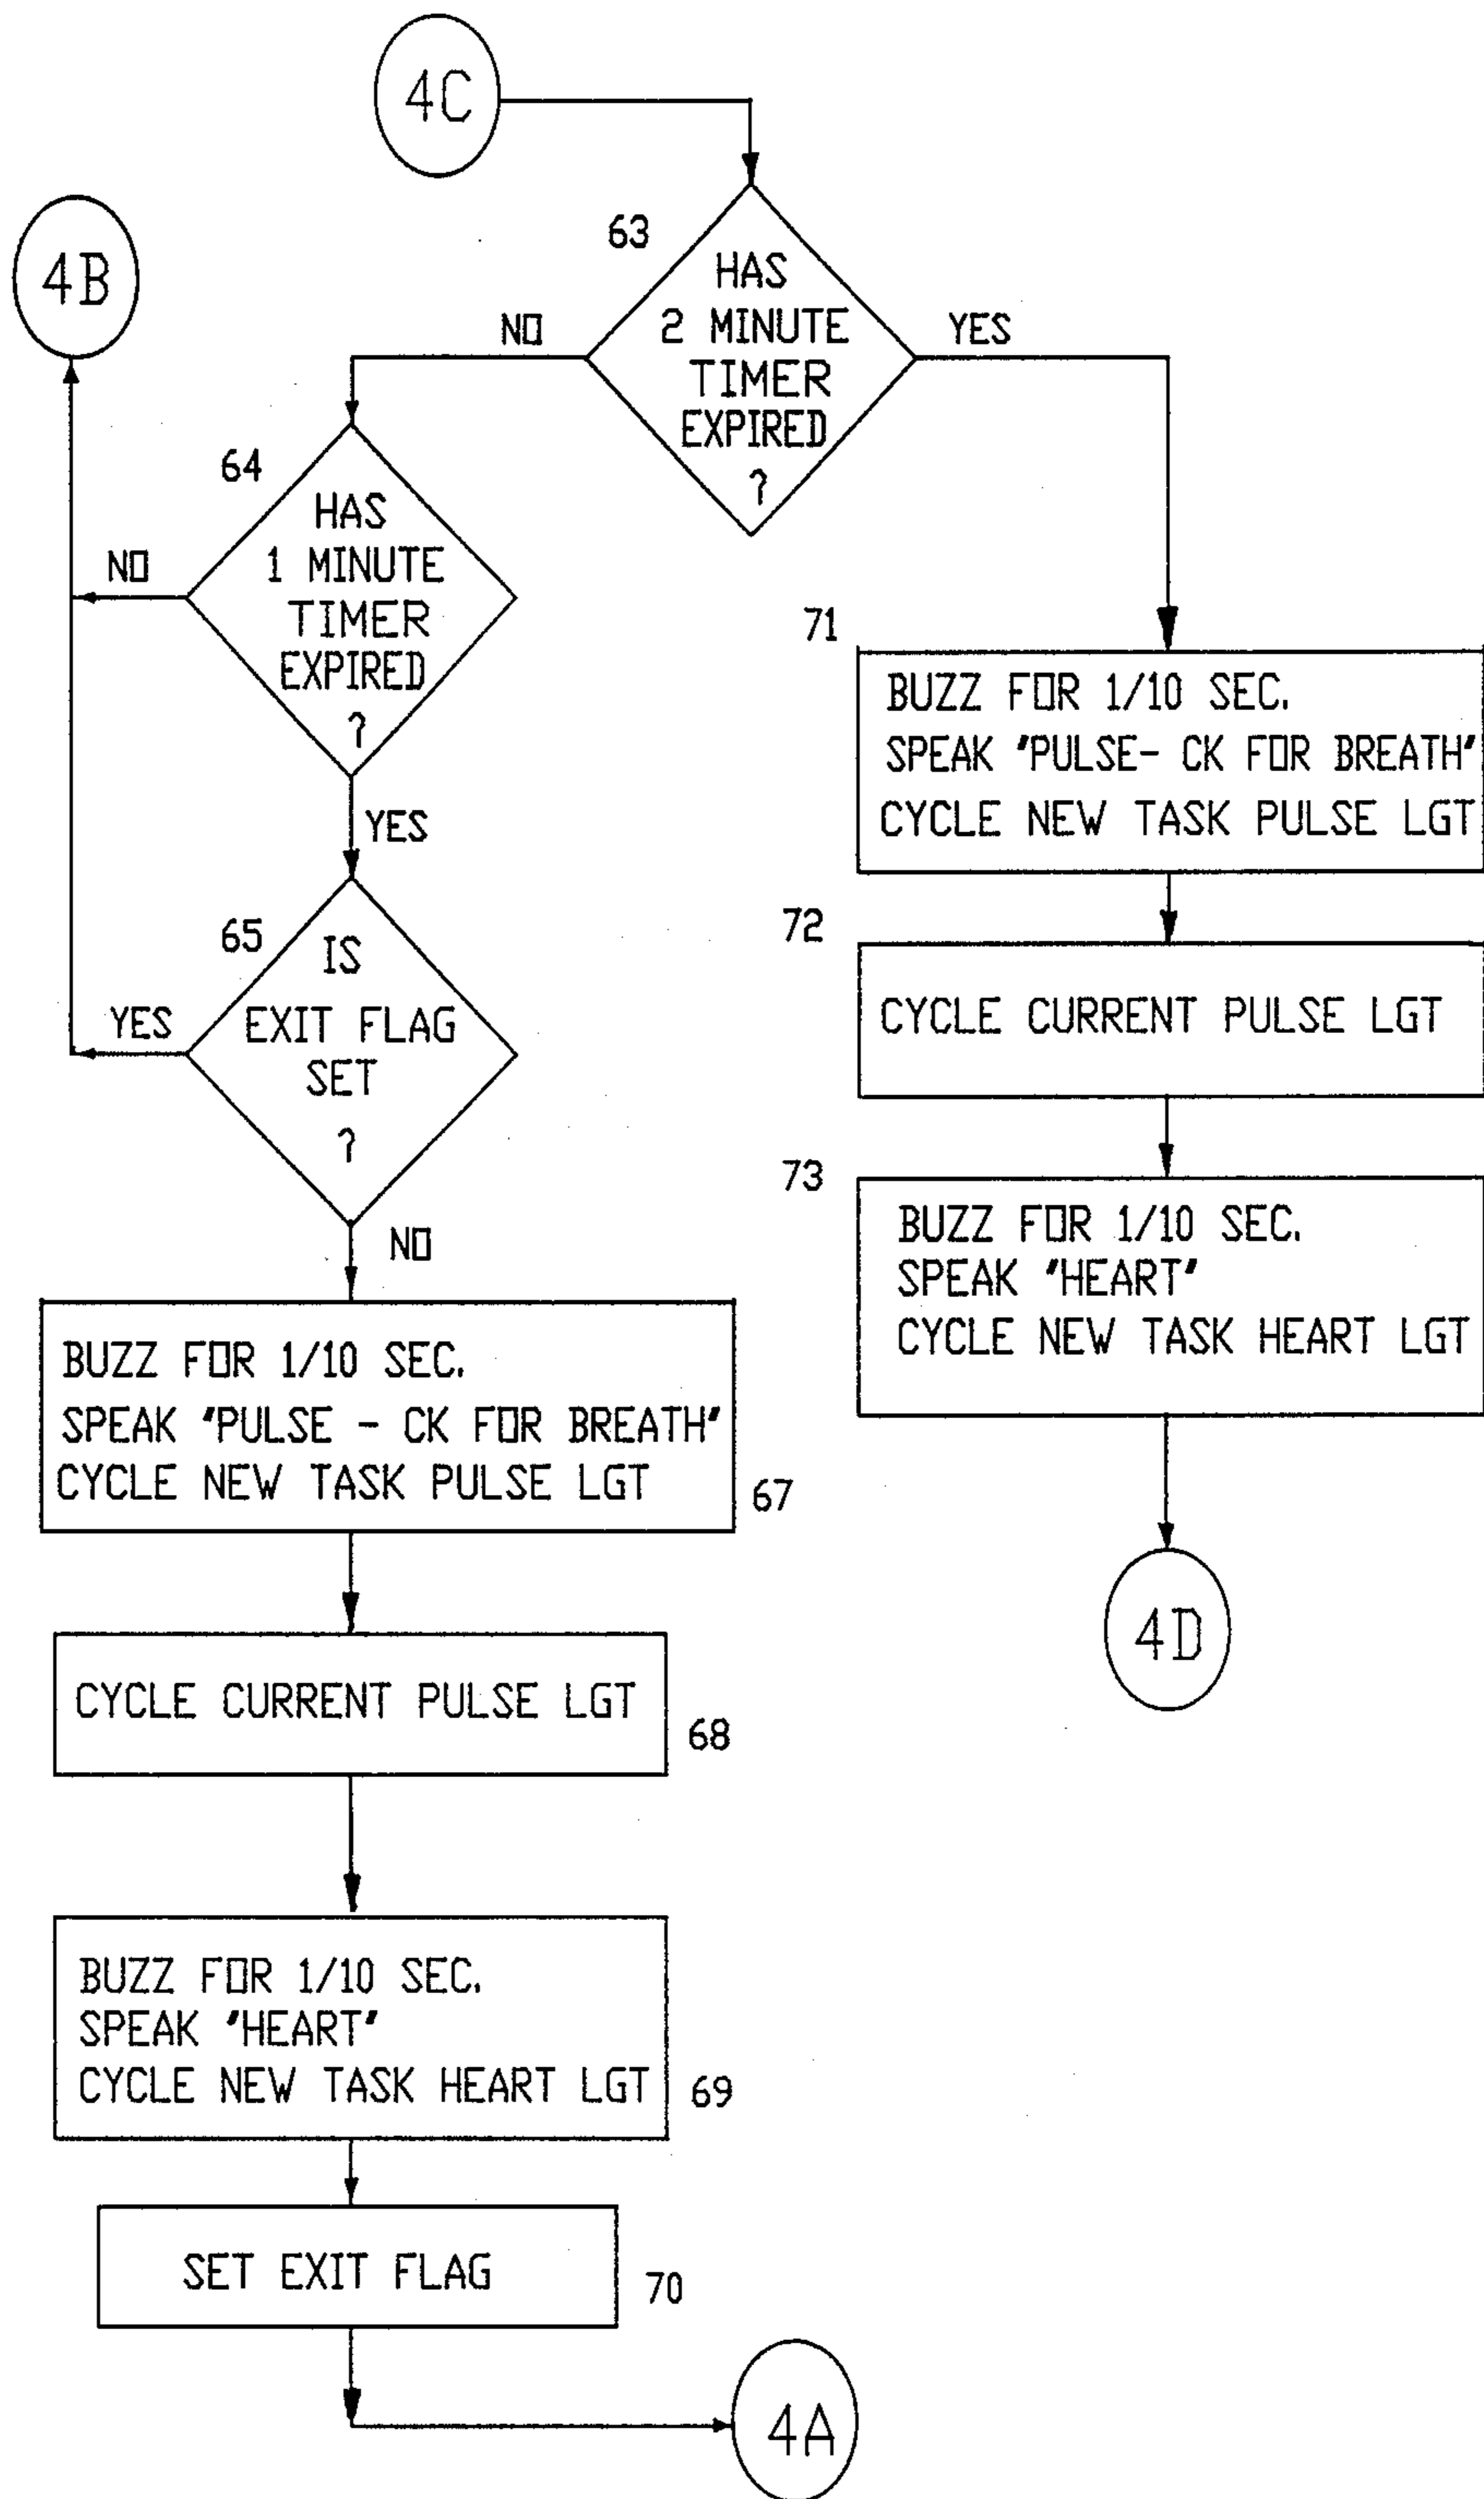 4C
4B
63
HAS
2 MINUTE
TIMER
EXPIRED
?
NO
YES
64
HAS
1 MINUTE
TIMER
EXPIRED
?
NO
YES
65
IS
EXIT FLAG
SET
?
YES
NO
BUZZ FOR 1/10 SEC.
SPEAK "PULSE - CK FOR BREATH"
CYCLE NEW TASK PULSE LGT
67
CYCLE CURRENT PULSE LGT
68
BUZZ FOR 1/10 SEC.
SPEAK "HEART"
CYCLE NEW TASK HEART LGT
69
SET EXIT FLAG
70
4A
71
BUZZ FOR 1/10 SEC.
SPEAK "PULSE- CK FOR BREATH"
CYCLE NEW TASK PULSE LGT
72
CYCLE CURRENT PULSE LGT
73
BUZZ FOR 1/10 SEC.
SPEAK "HEART"
CYCLE NEW TASK HEART LGT
4D